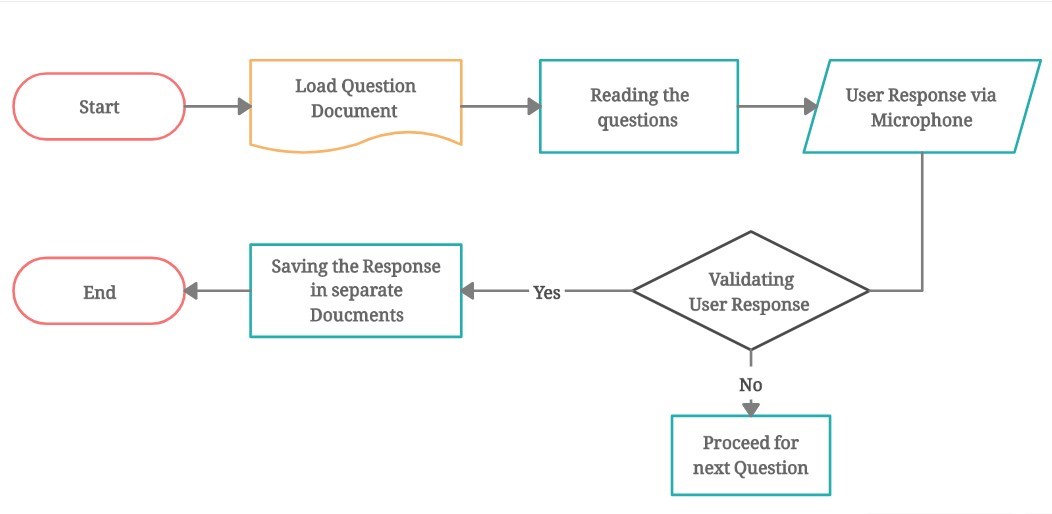 Start
Load Question
Document
Reading the
questions
User Response via
Microphone
End
Saving the Response
in separate
Doucments
Yes
Validating
User Response
No
Proceed for
next Question